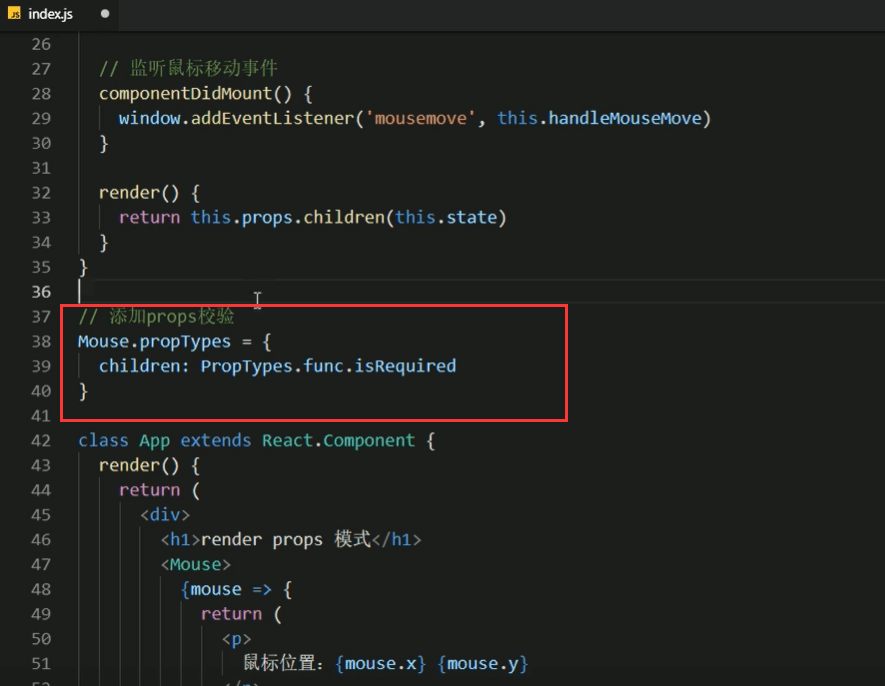 JS index.js
26
27 // 监听鼠标移动事件
28 componentDidMount() {
29 window.addEventListener('mousemove', this.handleMouseMove)
30 }
31
32 render() {
33 return this.props.children(this.state)
34 }
35 }
36
37 // 添加props校验
38 Mouse.propTypes = {
39 children: PropTypes.func.isRequired
40 }
41
42 class App extends React.Component {
43 render() {
44 return (
45 <div>
46 <h1>render props 模式</h1>
47 <Mouse>
48 {mouse => {
49 return (
50 <p>
51 鼠标位置：{mouse.x} {mouse.y}